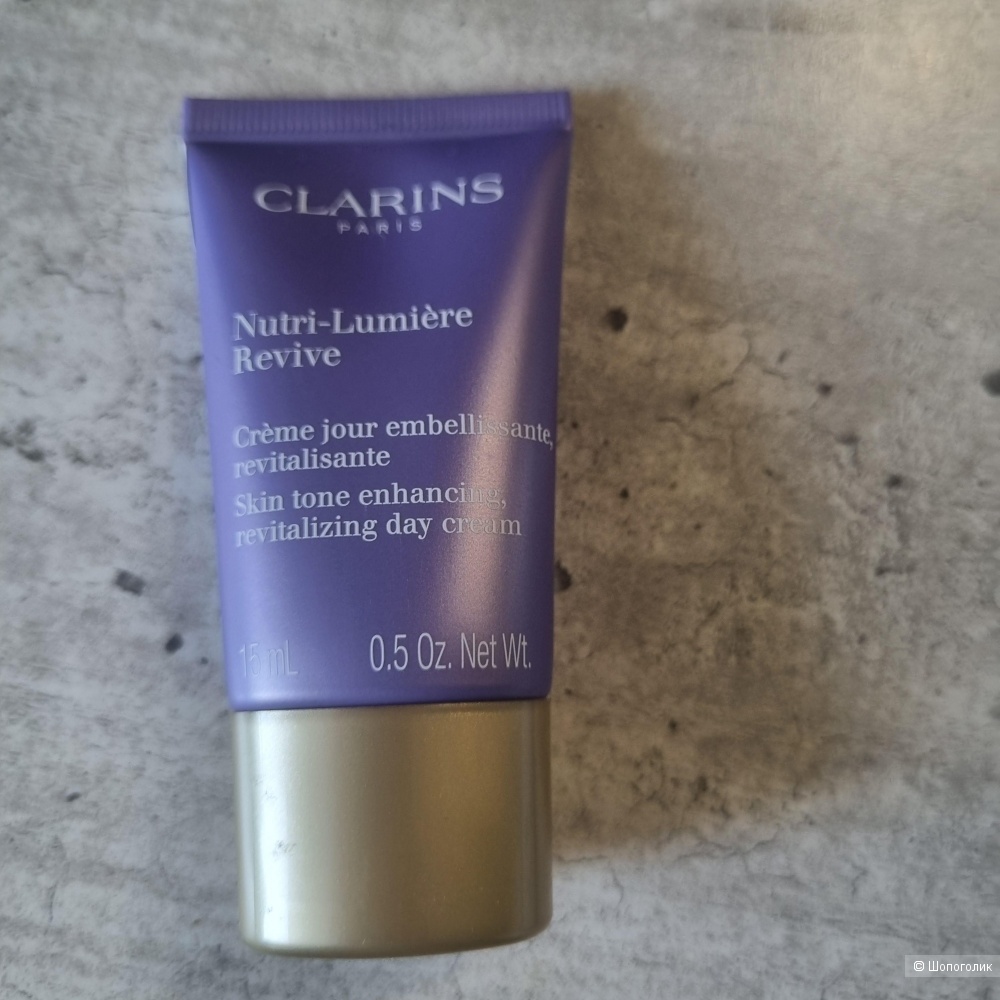 CLARINS
PARIS
Nutri-Lumière
Revive
Crème jour embellissante,
revitalisante
Skin tone enhancing,
revitalizing day cream
15 mL 0.5 Oz. Net Wt.
© Шопоголик